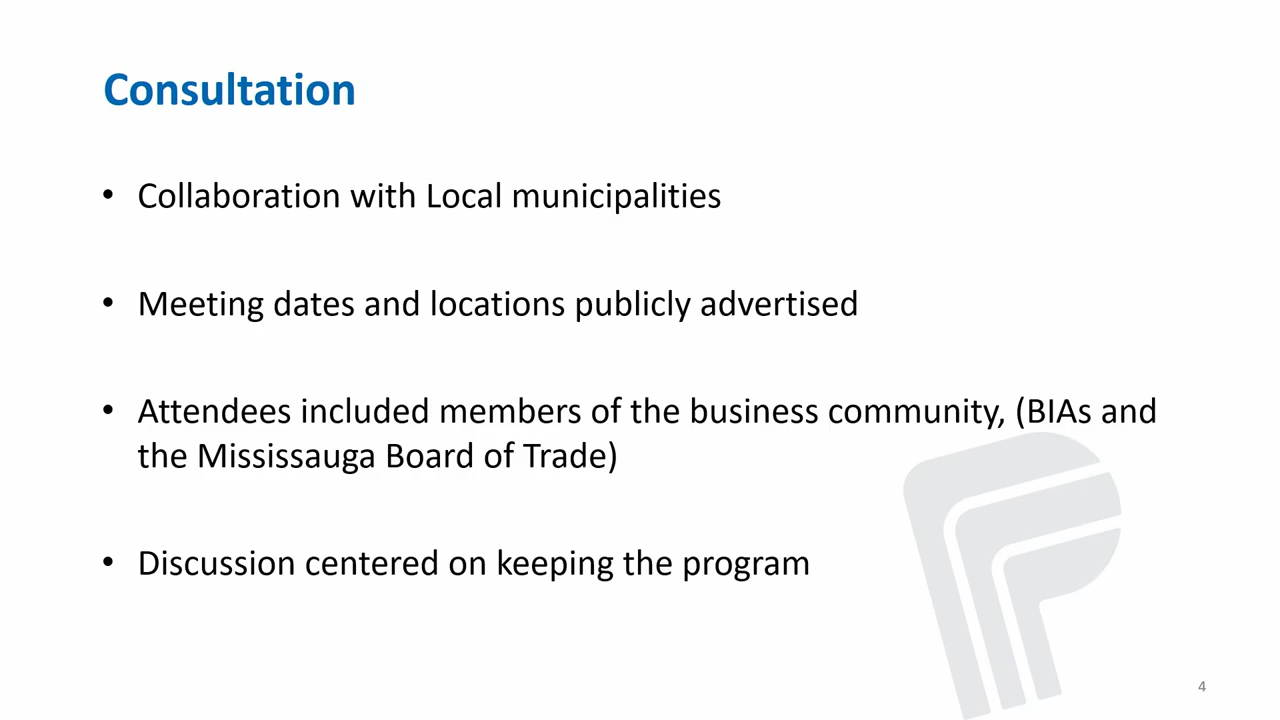 Consultation
• Collaboration with Local municipalities
• Meeting dates and locations publicly advertised
• Attendees included members of the business community, (BIAs and
the Mississauga Board of Trade)
• Discussion centered on keeping the program
4